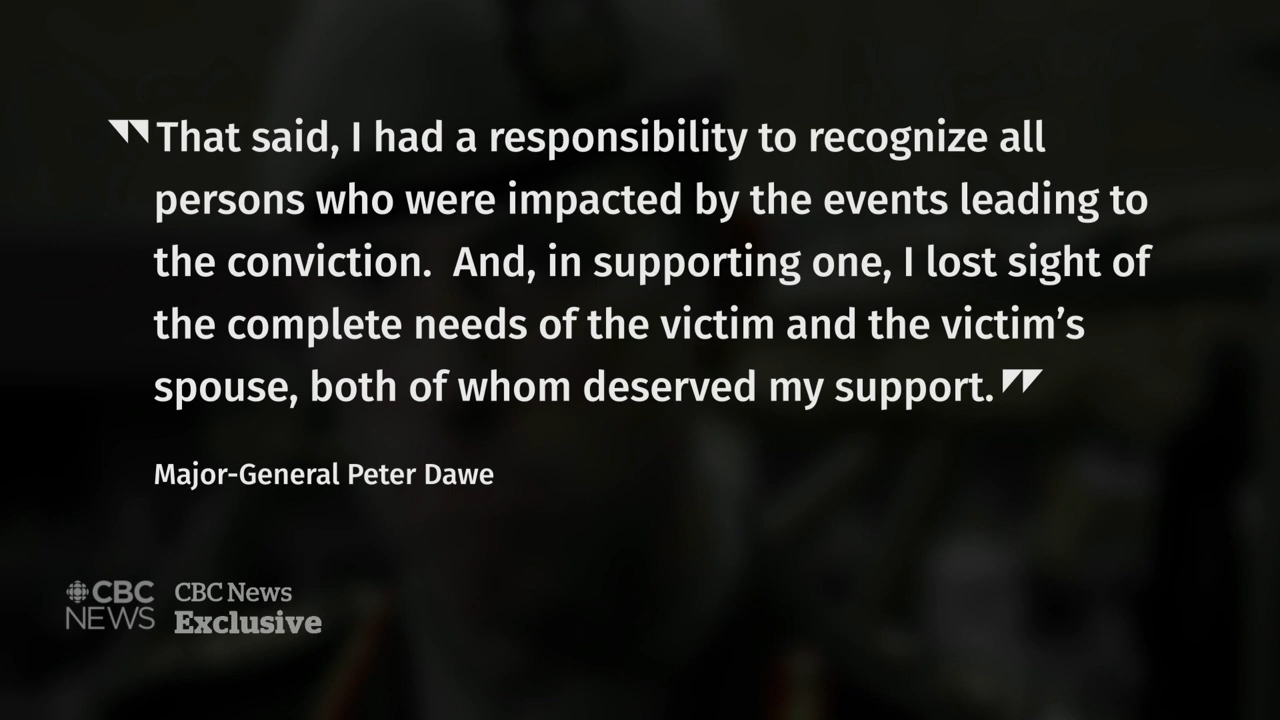 "That said, I had a responsibility to recognize all
persons who were impacted by the events leading to
the conviction.  And, in supporting one, I lost sight of
the complete needs of the victim and the victim’s
spouse, both of whom deserved my support."
Major-General Peter Dawe
CBC NEWS
CBC News
Exclusive